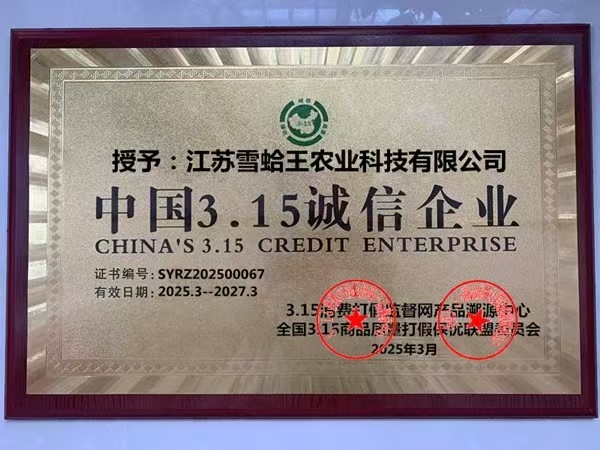 诚信
3.15
授予：江苏雪蛤王农业科技有限公司
中国3.15诚信企业
CHINA'S 3.15 CREDIT ENTERPRISE
证书编号：SYRZ202500067
有效日期：2025.3--2027.3
3.15消费打假监督网产品溯源中心
全国3.15商品质量打假保优联盟委员会
2025年3月